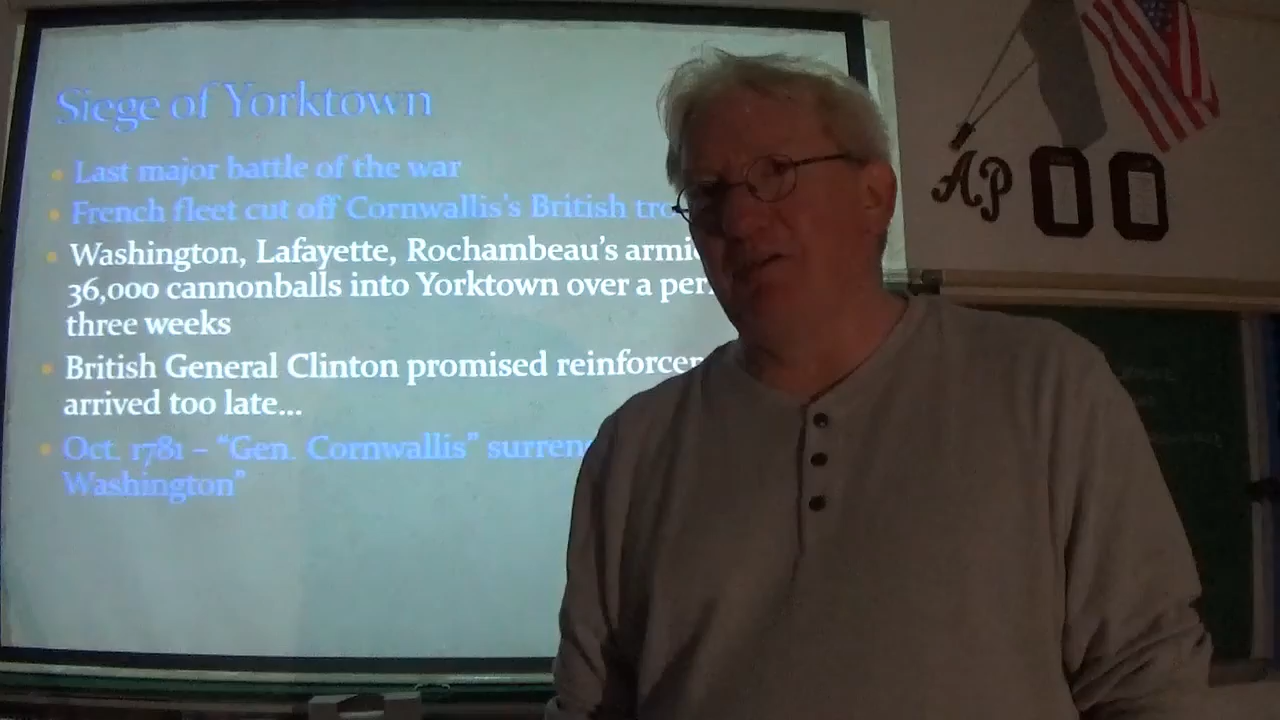 Siege of Yorktown
Last major battle of the war
French fleet cut off Cornwallis's British
Washington, Lafayette, Rochambeau's
36,000 cannonballs into Yorktown over a
three weeks
British General Clinton promised
arrived too late...
Oct. 1781 – "Gen. Cornwallis"
Washington"
AP
00